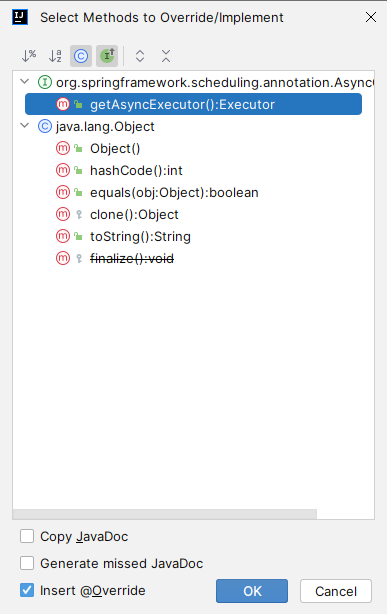 Select Methods to Override/Implement
org.springframework.scheduling.annotation.Async
getAsyncExecutor():Executor
java.lang.Object
Object()
hashCode():int
equals(obj:Object):boolean
clone():Object
toString():String
finalize():void
Copy JavaDoc
Generate missed JavaDoc
Insert @Override
OK
Cancel